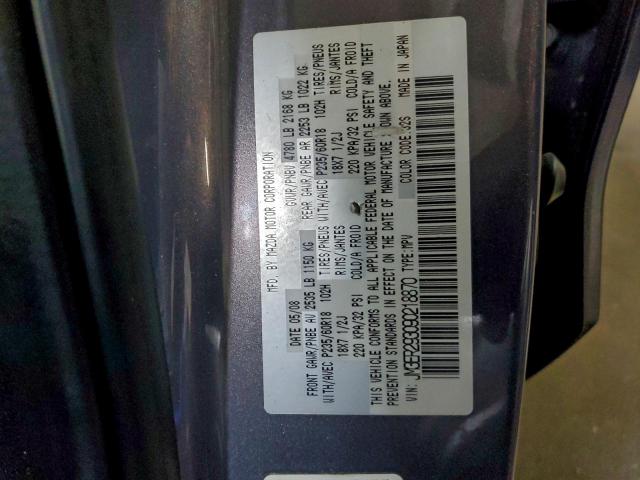 MFD. BY MAZDA MOTOR CORPORATION
DATE 05/08 GVWR/PNBV 4780 LB 2168 KG
FRONT GAWR/PNBE AV 2535 LB 1150 KG REAR GAWR/PNBE AR 2253 LB 1022 KG
WITH/AVEC P235/60R18 102H TIRES/PNEUS WITH/AVEC P235/60R18 102H TIRES/PNEUS
18X7 1/2J RIMS/JANTES 18X7 1/2J RIMS/JANTES
220 KPA/32 PSI COLD/A FROID 220 KPA/32 PSI COLD/A FROID
THIS VEHICLE CONFORMS TO ALL APPLICABLE FEDERAL MOTOR VEHICLE SAFETY AND THEFT
PREVENTION STANDARDS IN EFFECT ON THE DATE OF MANUFACTURE : OWN ABOVE.
COLOR CODE: 32S MADE IN JAPAN
VIN: JM3ER293090218870 TYPE:MPV